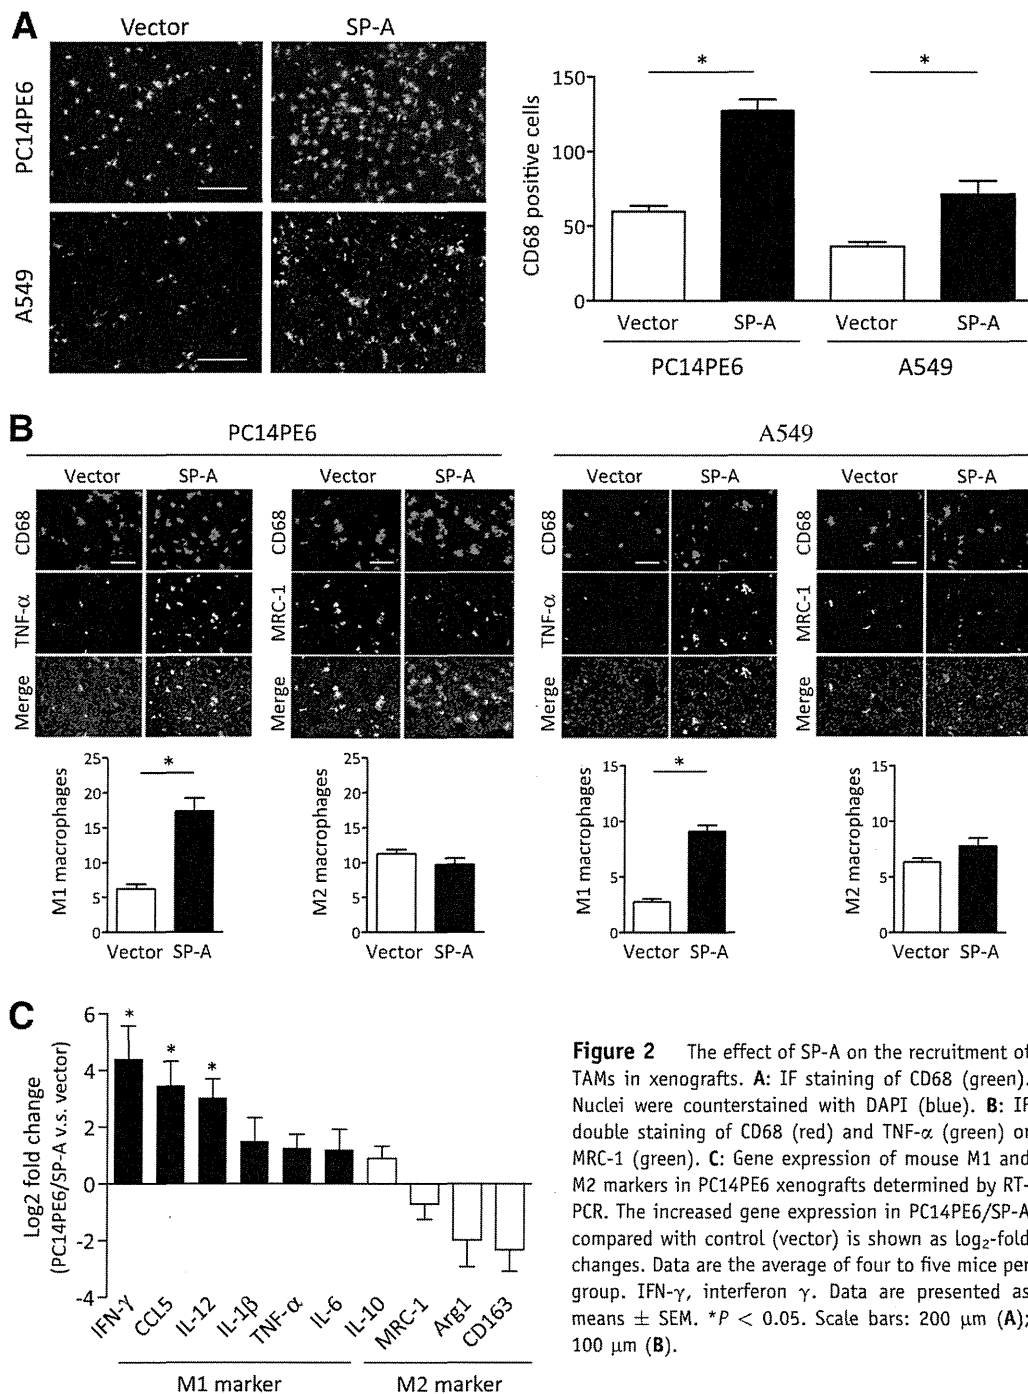 A
Vector
SP-A
PC14PE6
A549
CD68 positive cells
150
100
50
0
*
*
Vector
SP-A
Vector
SP-A
PC14PE6
A549
B
PC14PE6
A549
Vector
SP-A
Vector
SP-A
Vector
SP-A
Vector
SP-A
CD68
CD68
CD68
CD68
TNF-α
MRC-1
TNF-α
MRC-1
Merge
Merge
Merge
Merge
M1 macrophages
25
20
15
10
5
0
*
Vector SP-A
M2 macrophages
25
20
15
10
5
0
Vector SP-A
M1 macrophages
15
10
5
0
*
Vector SP-A
M2 macrophages
15
10
5
0
Vector SP-A
C
Log2 fold change
(PC14PE6/SP-A v.s. vector)
6
4
2
0
-2
-4
*
*
*
IFN-γ
CCL5
IL-12
IL-1β
TNF-α
IL-6
IL-10
MRC-1
Arg1
CD163
M1 marker
M2 marker
Figure 2 The effect of SP-A on the recruitment of
TAMs in xenografts. A: IF staining of CD68 (green).
Nuclei were counterstained with DAPI (blue). B: IF
double staining of CD68 (red) and TNF-α (green) or
MRC-1 (green). C: Gene expression of mouse M1 and
M2 markers in PC14PE6 xenografts determined by RT-
PCR. The increased gene expression in PC14PE6/SP-A
compared with control (vector) is shown as log₂-fold
changes. Data are the average of four to five mice per
group. IFN-γ, interferon γ. Data are presented as
means ± SEM. *P < 0.05. Scale bars: 200 μm (A);
100 μm (B).